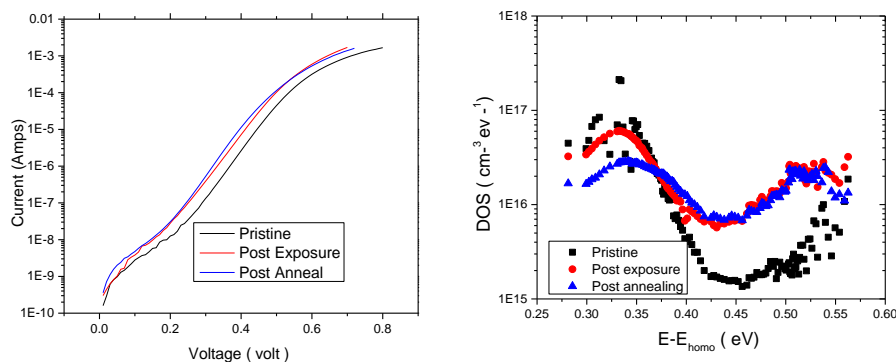 0.01
1E-3
1E-4
1E-5
1E-6
1E-7
1E-8
1E-9
1E-10
Current (Amps)
Pristine
Post Exposure
Post Anneal
0.0 0.2 0.4 0.6 0.8
Voltage ( volt )
1E18
1E17
1E16
1E15
DOS ( cm-³ ev -¹)
Pristine
Post exposure
Post annealing
0.25 0.30 0.35 0.40 0.45 0.50 0.55 0.60
E-Ehomo ( eV)